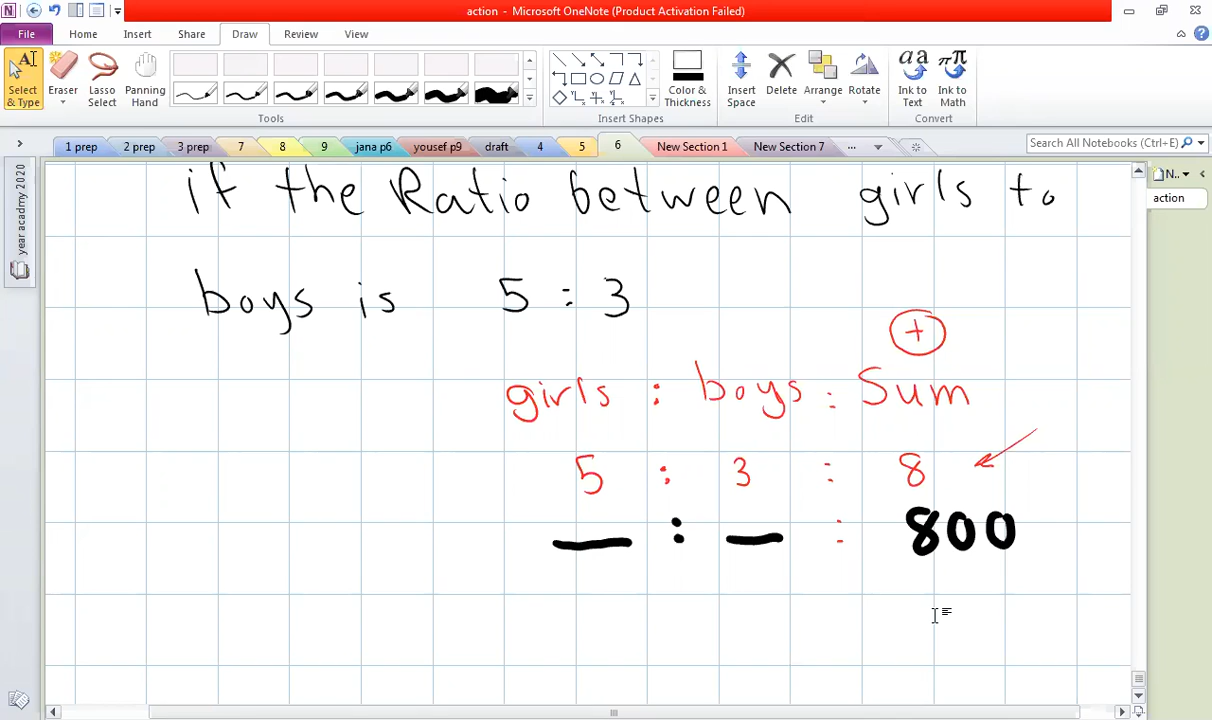 action - Microsoft OneNote (Product Activation Failed)
File Home Insert Share Draw Review View
Select & Type
Eraser
Lasso Select
Panning Hand
Color & Thickness
Insert Space
Delete
Arrange
Rotate
Ink to Text
Ink to Math
Tools
Insert Shapes
Edit
Convert
1 prep 2 prep 3 prep 7 8 9 jana p6 yousef p9 draft 4 5 6 New Section 1 New Section 7 ...
Search All Notebooks (Ctrl+E)
year acadmy 2020
N..
action
if the Ratio between girls to
boys is 5 : 3
+
girls : boys : Sum
5 : 3 : 8
__ : __ : 800